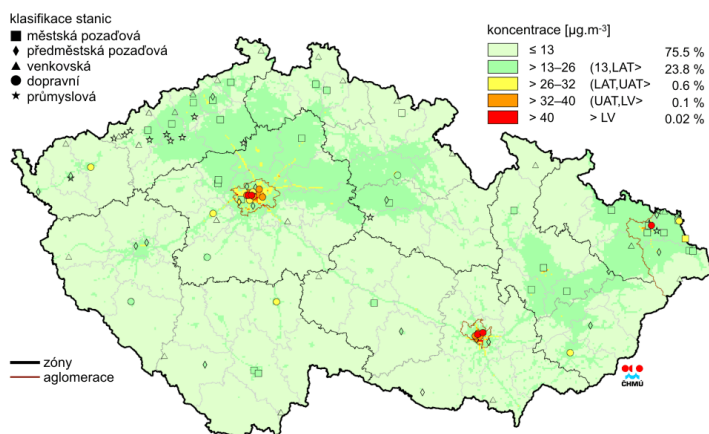 klasifikace stanic
městská pozaďová
předměstská pozaďová
venkovská
dopravní
průmyslová
koncentrace [µg.m-3]
≤ 13 75.5 %
> 13–26 (13,LAT> 23.8 %
> 26–32 (LAT,UAT> 0.6 %
> 32–40 (UAT,LV> 0.1 %
> 40 > LV 0.02 %
zóny
aglomerace
ČHMÚ